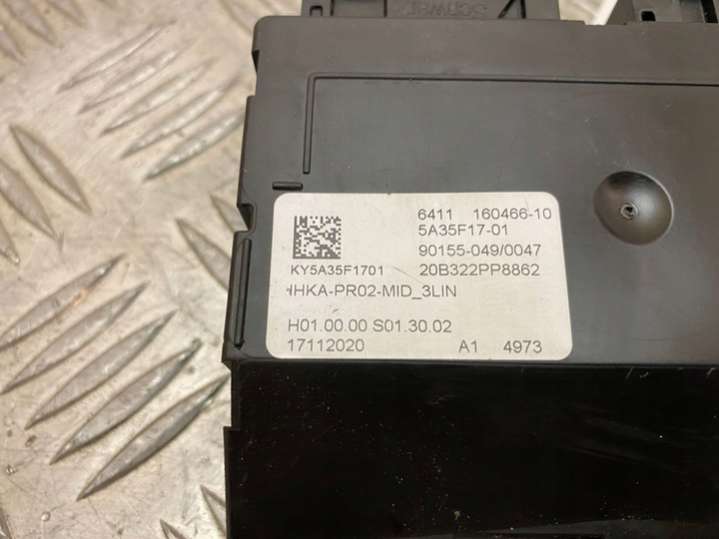 6411 160466-10
5A35F17-01
90155-049/0047
KY5A35F1701 20B322PP8862
IHKA-PR02-MID_3LIN
H01.00.00 S01.30.02
17112020 A1 4973